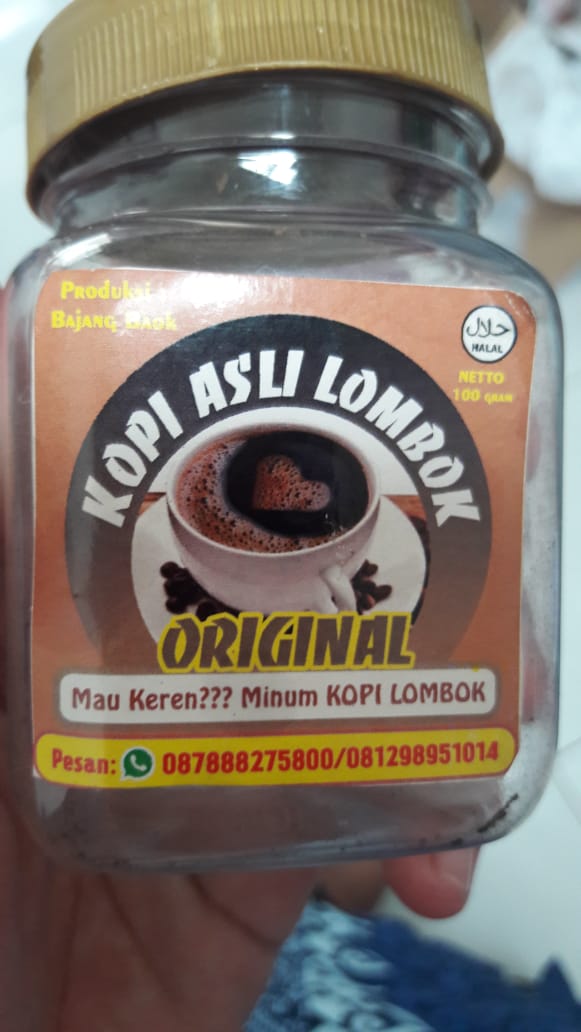 Produksi :
Bajang Daok
حلال
HALAL
NETTO
100 GRAM
KOPI ASLI LOMBOK
ORIGINAL
Mau Keren??? Minum KOPI LOMBOK
Pesan: 087888275800/081298951014